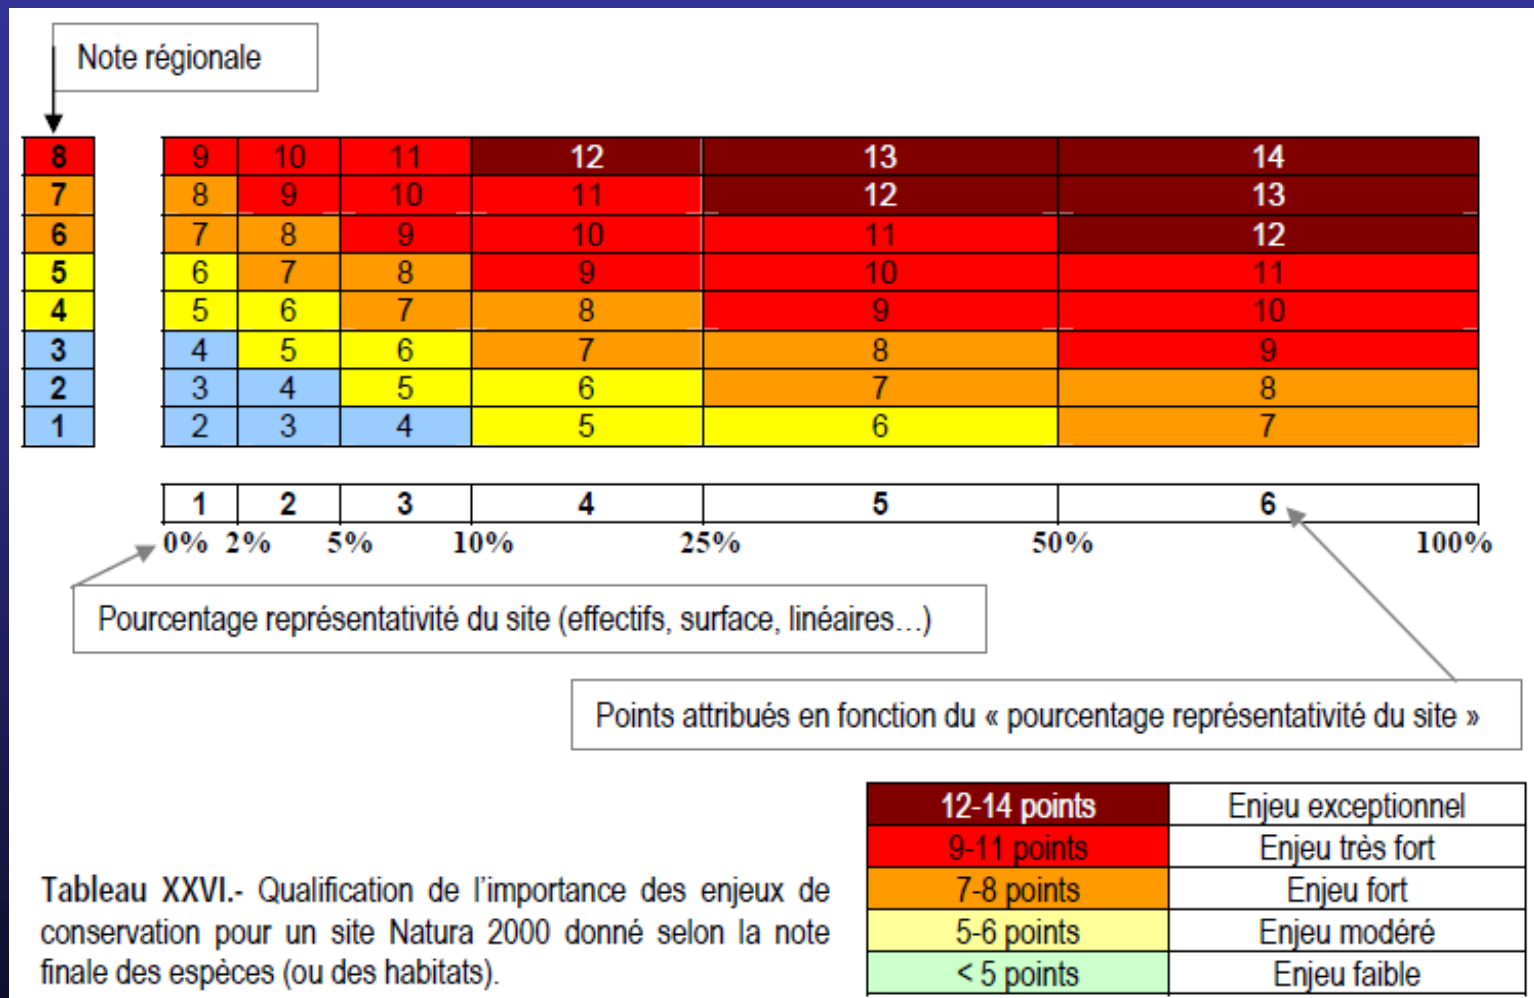 Note régionale
8 9 10 11 12 13 14
7 8 9 10 11 12 13
6 7 8 9 10 11 12
5 6 7 8 9 10 11
4 5 6 7 8 9 10
3 4 5 6 7 8 9
2 3 4 5 6 7 8
1 2 3 4 5 6 7
1 2 3 4 5 6
0% 2% 5% 10% 25% 50% 100%
Pourcentage représentativité du site (effectifs, surface, linéaires…)
Points attribués en fonction du « pourcentage représentativité du site »
12-14 points Enjeu exceptionnel
9-11 points Enjeu très fort
7-8 points Enjeu fort
5-6 points Enjeu modéré
< 5 points Enjeu faible
Tableau XXVI.- Qualification de l'importance des enjeux de
conservation pour un site Natura 2000 donné selon la note
finale des espèces (ou des habitats).